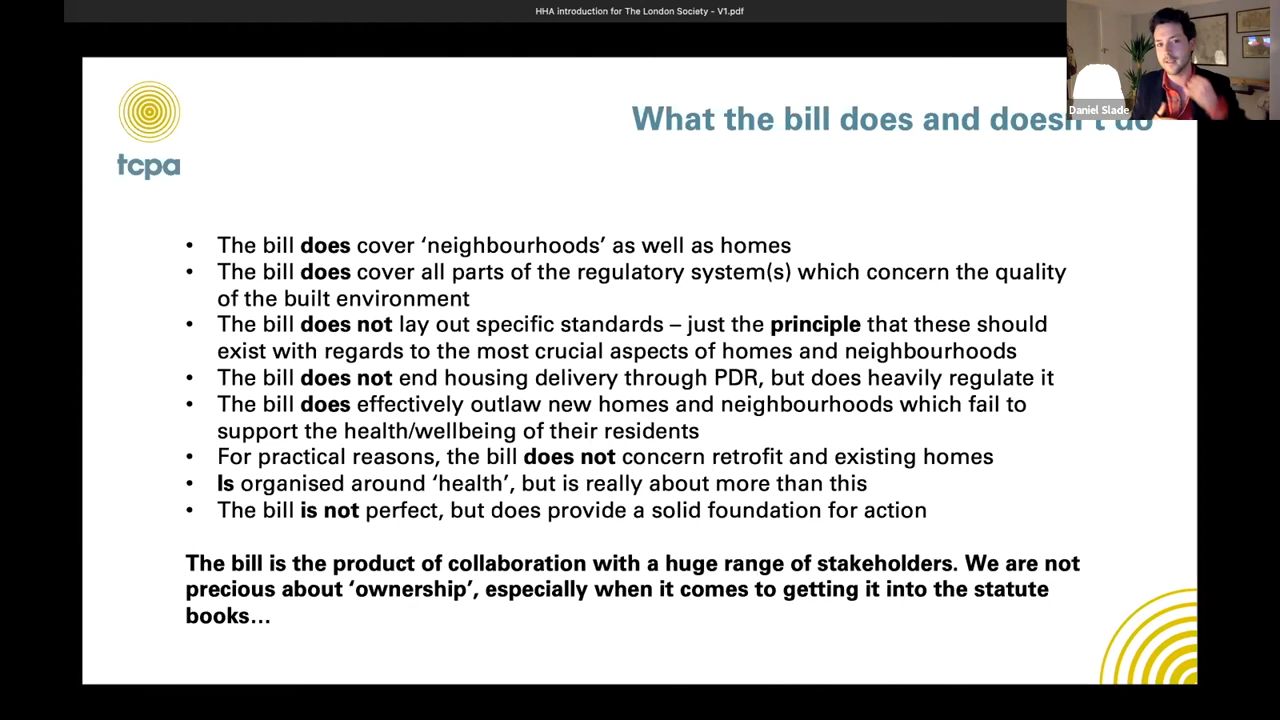 HHA introduction for The London Society - V1.pdf
Daniel Slade
tcpa
What the bill does and doesn't do
• The bill does cover ‘neighbourhoods’ as well as homes
• The bill does cover all parts of the regulatory system(s) which concern the quality
of the built environment
• The bill does not lay out specific standards – just the principle that these should
exist with regards to the most crucial aspects of homes and neighbourhoods
• The bill does not end housing delivery through PDR, but does heavily regulate it
• The bill does effectively outlaw new homes and neighbourhoods which fail to
support the health/wellbeing of their residents
• For practical reasons, the bill does not concern retrofit and existing homes
• Is organised around ‘health’, but is really about more than this
• The bill is not perfect, but does provide a solid foundation for action
The bill is the product of collaboration with a huge range of stakeholders. We are not
precious about ‘ownership’, especially when it comes to getting it into the statute
books…